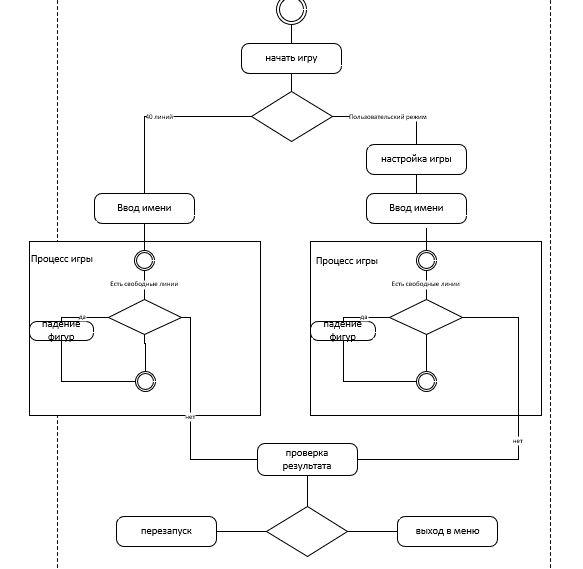 начать игру
40 линий
Пользовательский режим
настройка игры
Ввод имени
Ввод имени
Процесс игры
Процесс игры
Есть свободные линии
Есть свободные линии
да
да
падение
фигур
падение
фигур
нет
нет
проверка
результата
перезапуск
выход в меню